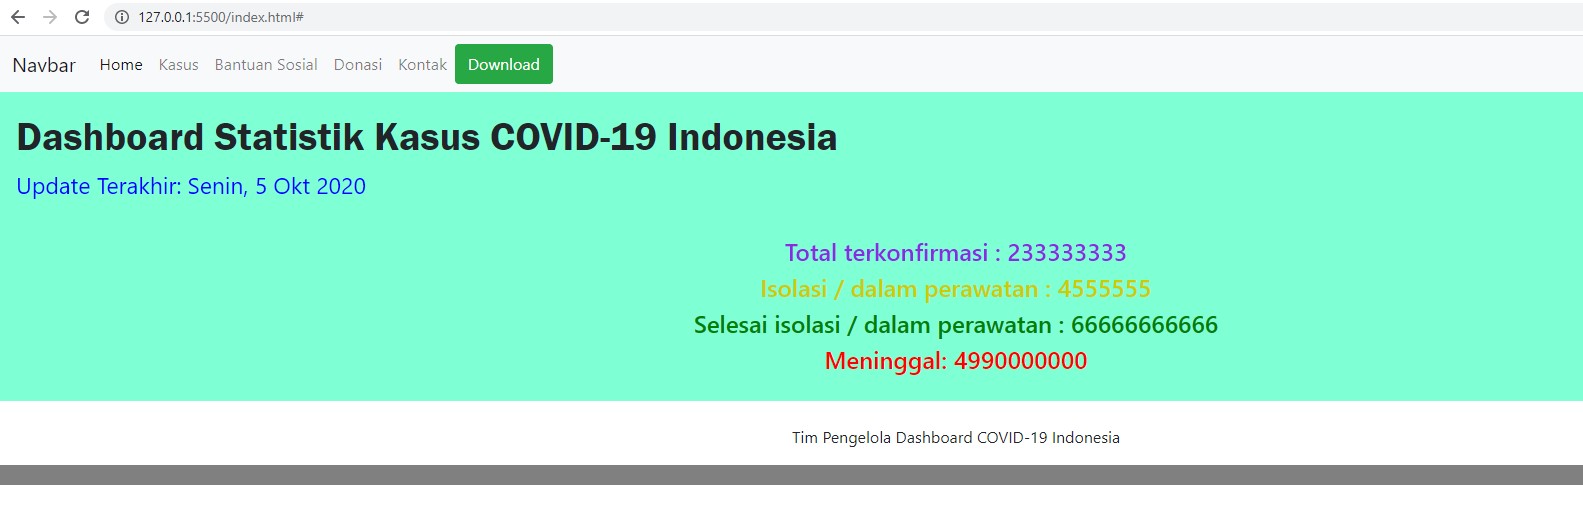 127.0.0.1:5500/index.html#
Navbar Home Kasus Bantuan Sosial Donasi Kontak Download
Dashboard Statistik Kasus COVID-19 Indonesia
Update Terakhir: Senin, 5 Okt 2020
Total terkonfirmasi : 233333333
Isolasi / dalam perawatan : 4555555
Selesai isolasi / dalam perawatan : 66666666666
Meninggal: 4990000000
Tim Pengelola Dashboard COVID-19 Indonesia